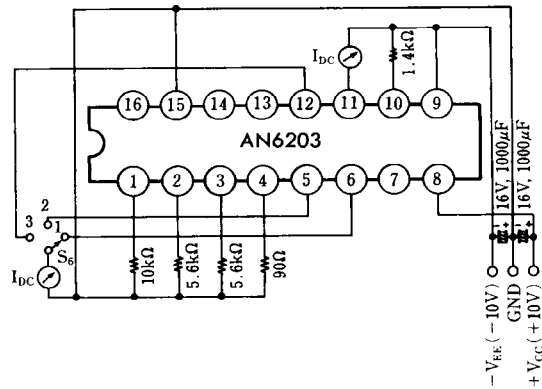 I_DC
1.4kΩ
16 15 14 13 12 11 10 9
AN6203
1 2 3 4 5 6 7 8
16V, 1000μF
16V, 1000μF
2
3
1
S6
I_DC
10kΩ
5.6kΩ
5.6kΩ
90Ω
− +
− +
−V_EE(−10V)
GND
+V_CC(+10V)